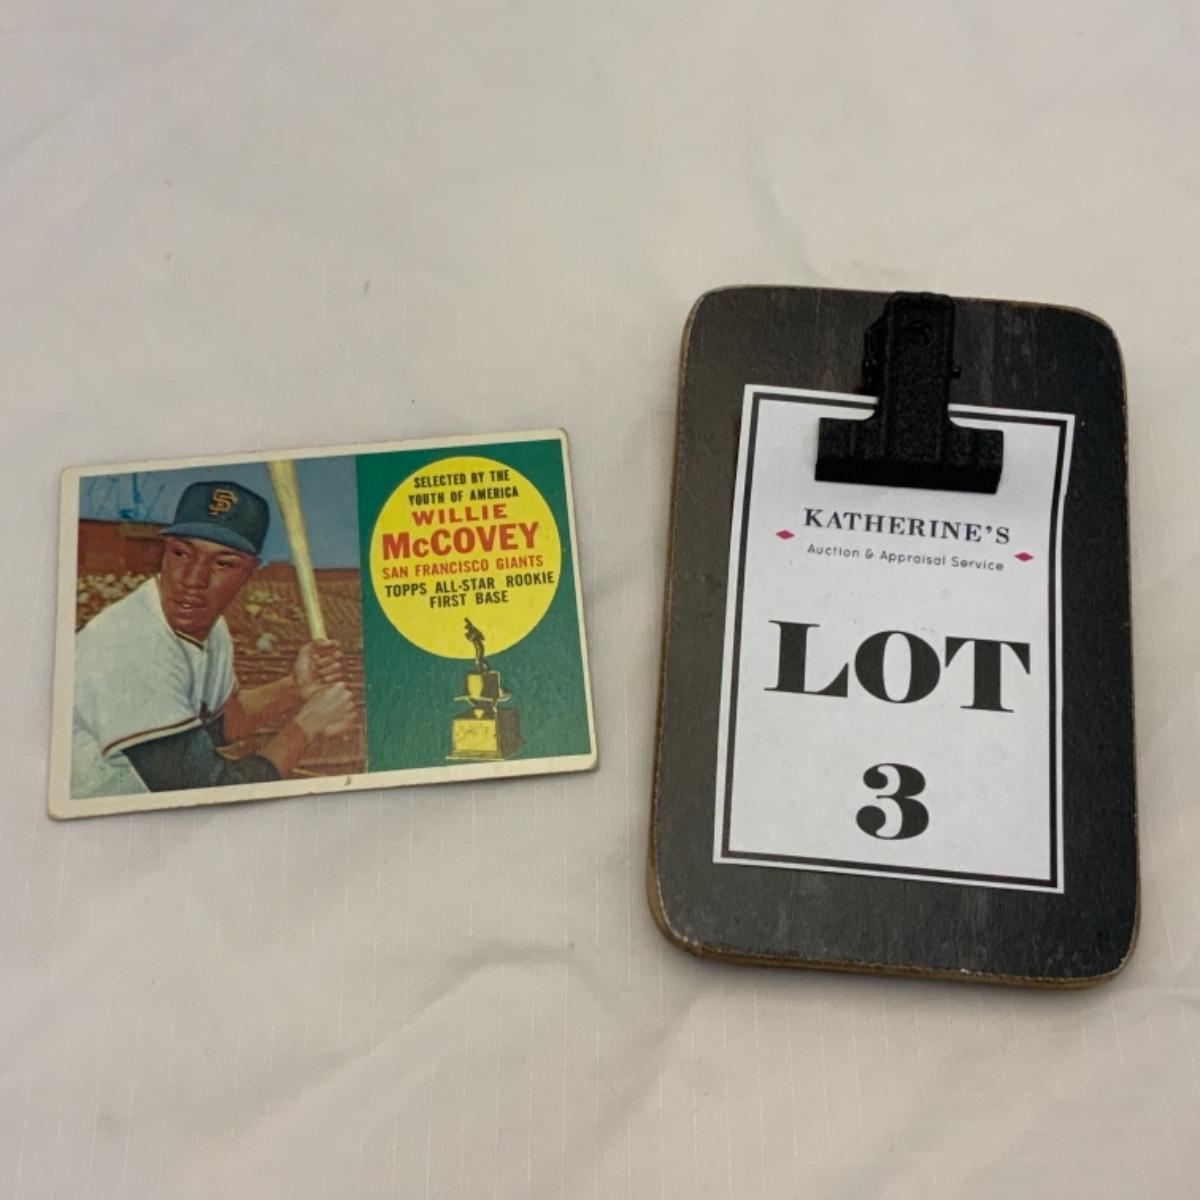 SELECTED BY THE
YOUTH OF AMERICA
WILLIE
McCOVEY
SAN FRANCISCO GIANTS
TOPPS ALL-STAR ROOKIE
FIRST BASE
SF
KATHERINE'S
Auction & Appraisal Service
LOT
3